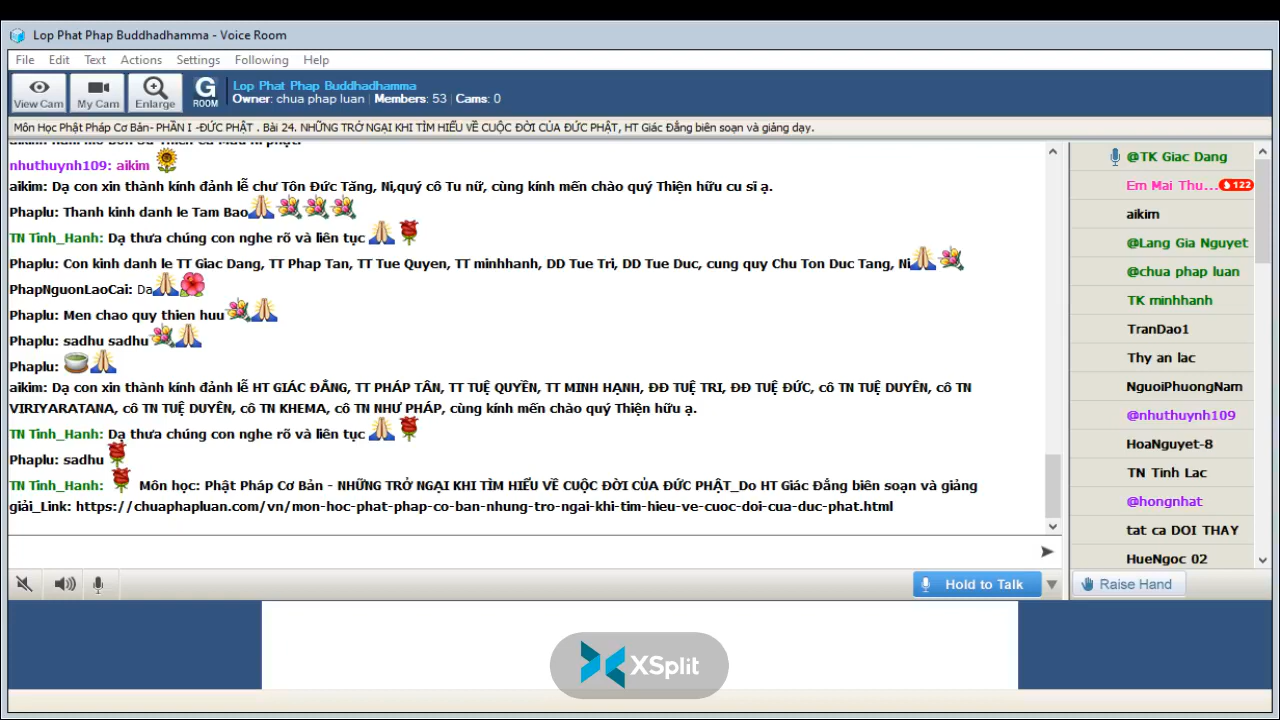 Lop Phat Phap Buddhadhamma - Voice Room
File Edit Text Actions Settings Following Help
View Cam My Cam Enlarge G ROOM
Lop Phat Phap Buddhadhamma
Owner: chua phap luan | Members: 53 | Cams: 0
Môn Học Phật Pháp Cơ Bản- PHẦN I -ĐỨC PHẬT . Bài 24. NHỮNG TRỞ NGẠI KHI TÌM HIỂU VỀ CUỘC ĐỜI CỦA ĐỨC PHẬT, HT Giác Đẳng biên soạn và giảng dạy.
nhuthuynh109: aikim
aikim: Dạ con xin thành kính đảnh lễ chư Tôn Đức Tăng, Ni,quý cô Tu nữ, cùng kính mến chào quý Thiện hữu cu sĩ ạ.
Phaplu: Thanh kinh danh le Tam Bao
TN Tinh_Hanh: Dạ thưa chúng con nghe rõ và liên tục
Phaplu: Con kinh danh le TT Giac Dang, TT Phap Tan, TT Tue Quyen, TT minhhanh, DD Tue Tri, DD Tue Duc, cung quy Chu Ton Duc Tang, Ni
PhapNguonLaoCai: Da
Phaplu: Men chao quy thien huu
Phaplu: sadhu sadhu
Phaplu:
aikim: Dạ con xin thành kính đảnh lễ HT GIÁC ĐẲNG, TT PHÁP TÂN, TT TUỆ QUYỀN, TT MINH HẠNH, ĐĐ TUỆ TRI, ĐĐ TUỆ ĐỨC, cô TN TUỆ DUYÊN, cô TN
VIRIYARATANA, cô TN TUỆ DUYÊN, cô TN KHEMA, cô TN NHƯ PHÁP, cùng kính mến chào quý Thiện hữu ạ.
TN Tinh_Hanh: Dạ thưa chúng con nghe rõ và liên tục
Phaplu: sadhu
TN Tinh_Hanh: Môn học: Phật Pháp Cơ Bản - NHỮNG TRỞ NGẠI KHI TÌM HIỂU VỀ CUỘC ĐỜI CỦA ĐỨC PHẬT_Do HT Giác Đẳng biên soạn và giảng
giải_Link: https://chuaphapluan.com/vn/mon-hoc-phat-phap-co-ban-nhung-tro-ngai-khi-tim-hieu-ve-cuoc-doi-cua-duc-phat.html
@TK Giac Dang
Em Mai Thu... 122
aikim
@Lang Gia Nguyet
@chua phap luan
TK minhhanh
TranDao1
Thy an lac
NguoiPhuongNam
@nhuthuynh109
HoaNguyet-8
TN Tinh Lac
@hongnhat
tat ca DOI THAY
HueNgoc 02
Hold to Talk
Raise Hand
XSplit